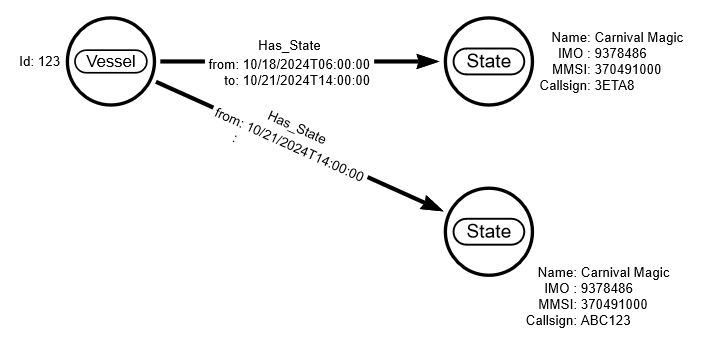 Id: 123
Vessel
Has_State
from: 10/18/2024T06:00:00
to: 10/21/2024T14:00:00
State
Name: Carnival Magic
IMO : 9378486
MMSI: 370491000
Callsign: 3ETA8
Has_State
from: 10/21/2024T14:00:00
:
State
Name: Carnival Magic
IMO : 9378486
MMSI: 370491000
Callsign: ABC123